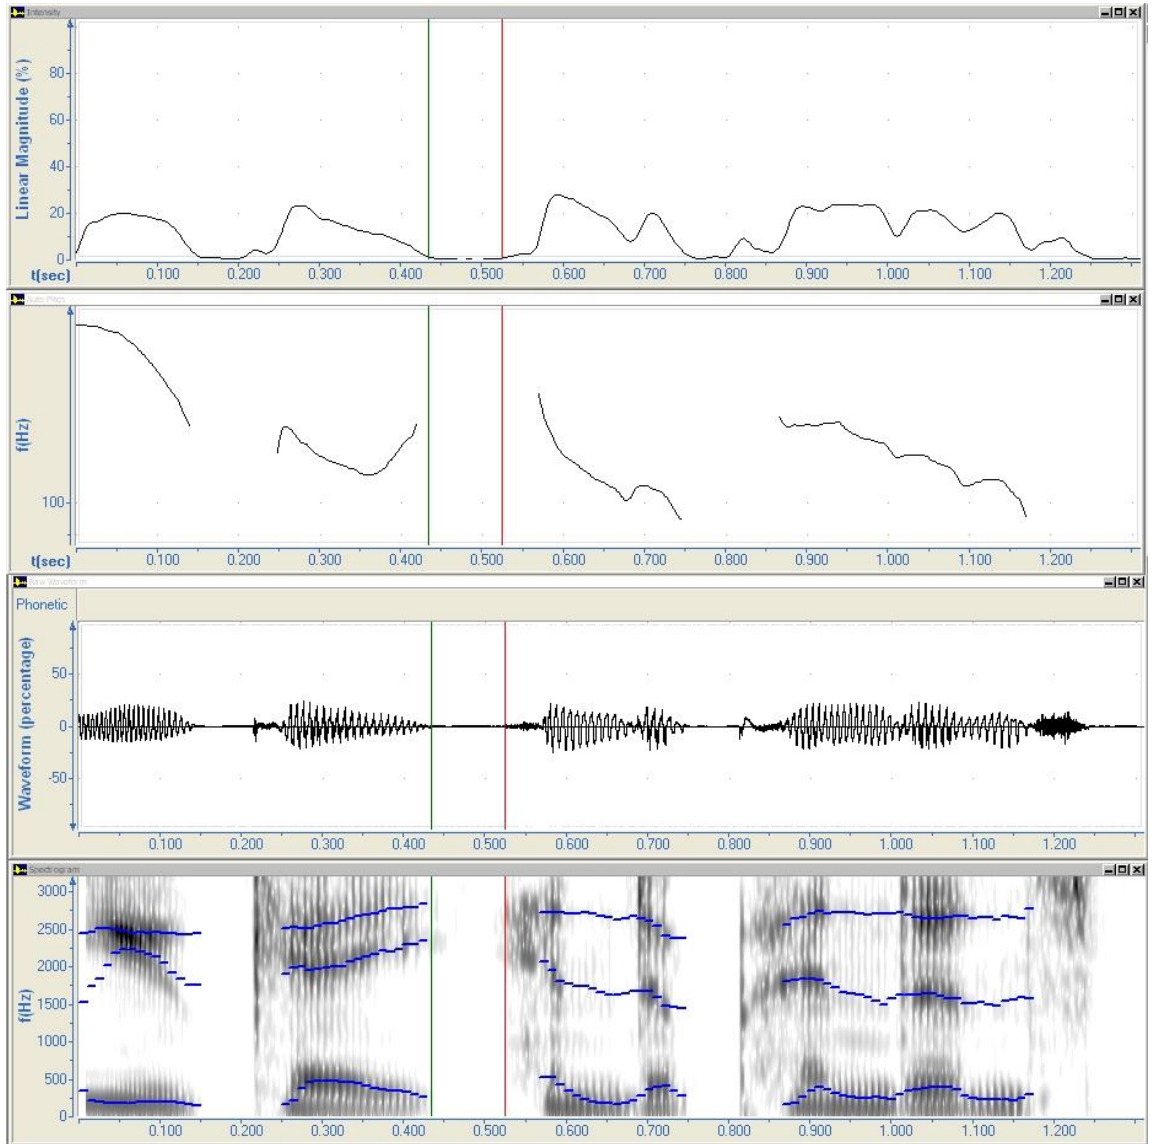 Intensity
Linear Magnitude (%)
80
60
40
20
0
t(sec)
0.100 0.200 0.300 0.400 0.500 0.600 0.700 0.800 0.900 1.000 1.100 1.200
Auto Pitch
f(Hz)
100
t(sec)
0.100 0.200 0.300 0.400 0.500 0.600 0.700 0.800 0.900 1.000 1.100 1.200
Raw Waveform
Phonetic
Waveform (percentage)
50
0
-50
0.100 0.200 0.300 0.400 0.500 0.600 0.700 0.800 0.900 1.000 1.100 1.200
Spectrogram
f(Hz)
3000
2500
2000
1500
1000
500
0
0.100 0.200 0.300 0.400 0.500 0.600 0.700 0.800 0.900 1.000 1.100 1.200